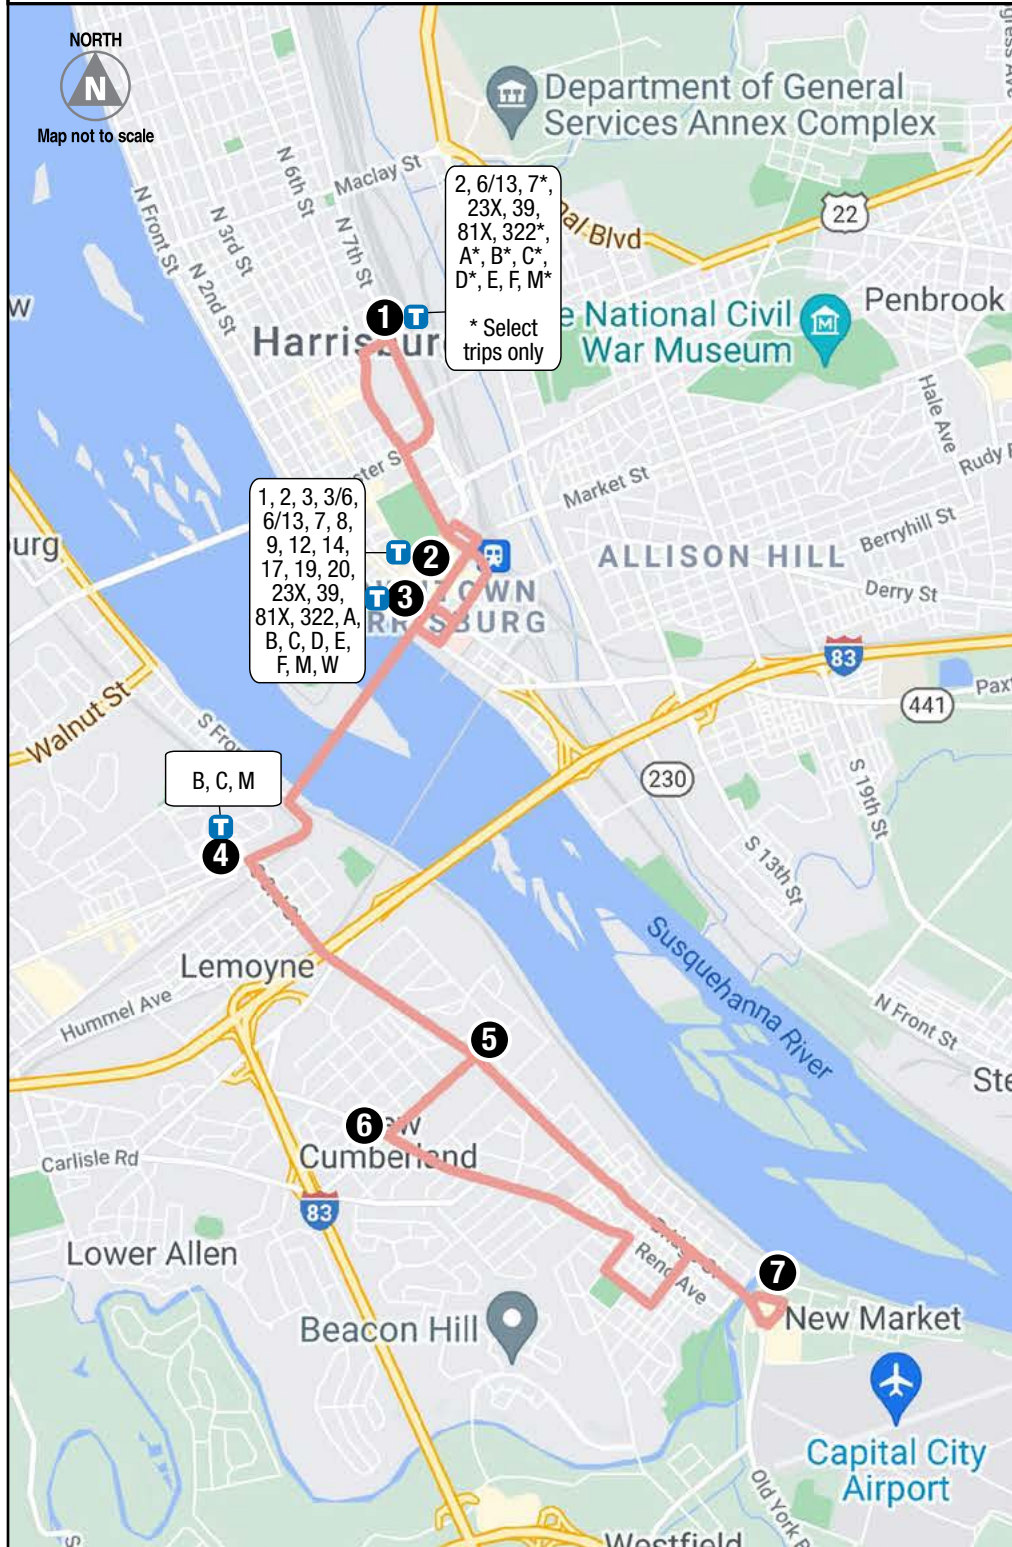 NORTH
N
Map not to scale
Department of General
Services Annex Complex
Maclay St
N 6th St
N 7th St
N Front St
N 3rd St
N 2nd St
2, 6/13, 7*,
23X, 39,
81X, 322*,
A*, B*, C*,
D*, E, F, M*
* Select
trips only
Blvd
22
Penbrook
National Civil
War Museum
1
T
Hale Ave
Rudy
Market St
Berryhill St
ALLISON HILL
Derry St
1, 2, 3, 3/6,
6/13, 7, 8,
9, 12, 14,
17, 19, 20,
23X, 39,
81X, 322, A,
B, C, D, E,
F, M, W
T
2
T
3
83
441
Walnut St
230
S 19th St
S 13th St
B, C, M
T
4
Lemoyne
Hummel Ave
Susquehanna River
N Front St
5
6
Cumberland
Carlisle Rd
83
Lower Allen
Reno Ave
7
New Market
Beacon Hill
Capital City
Airport
Old York
Westfield